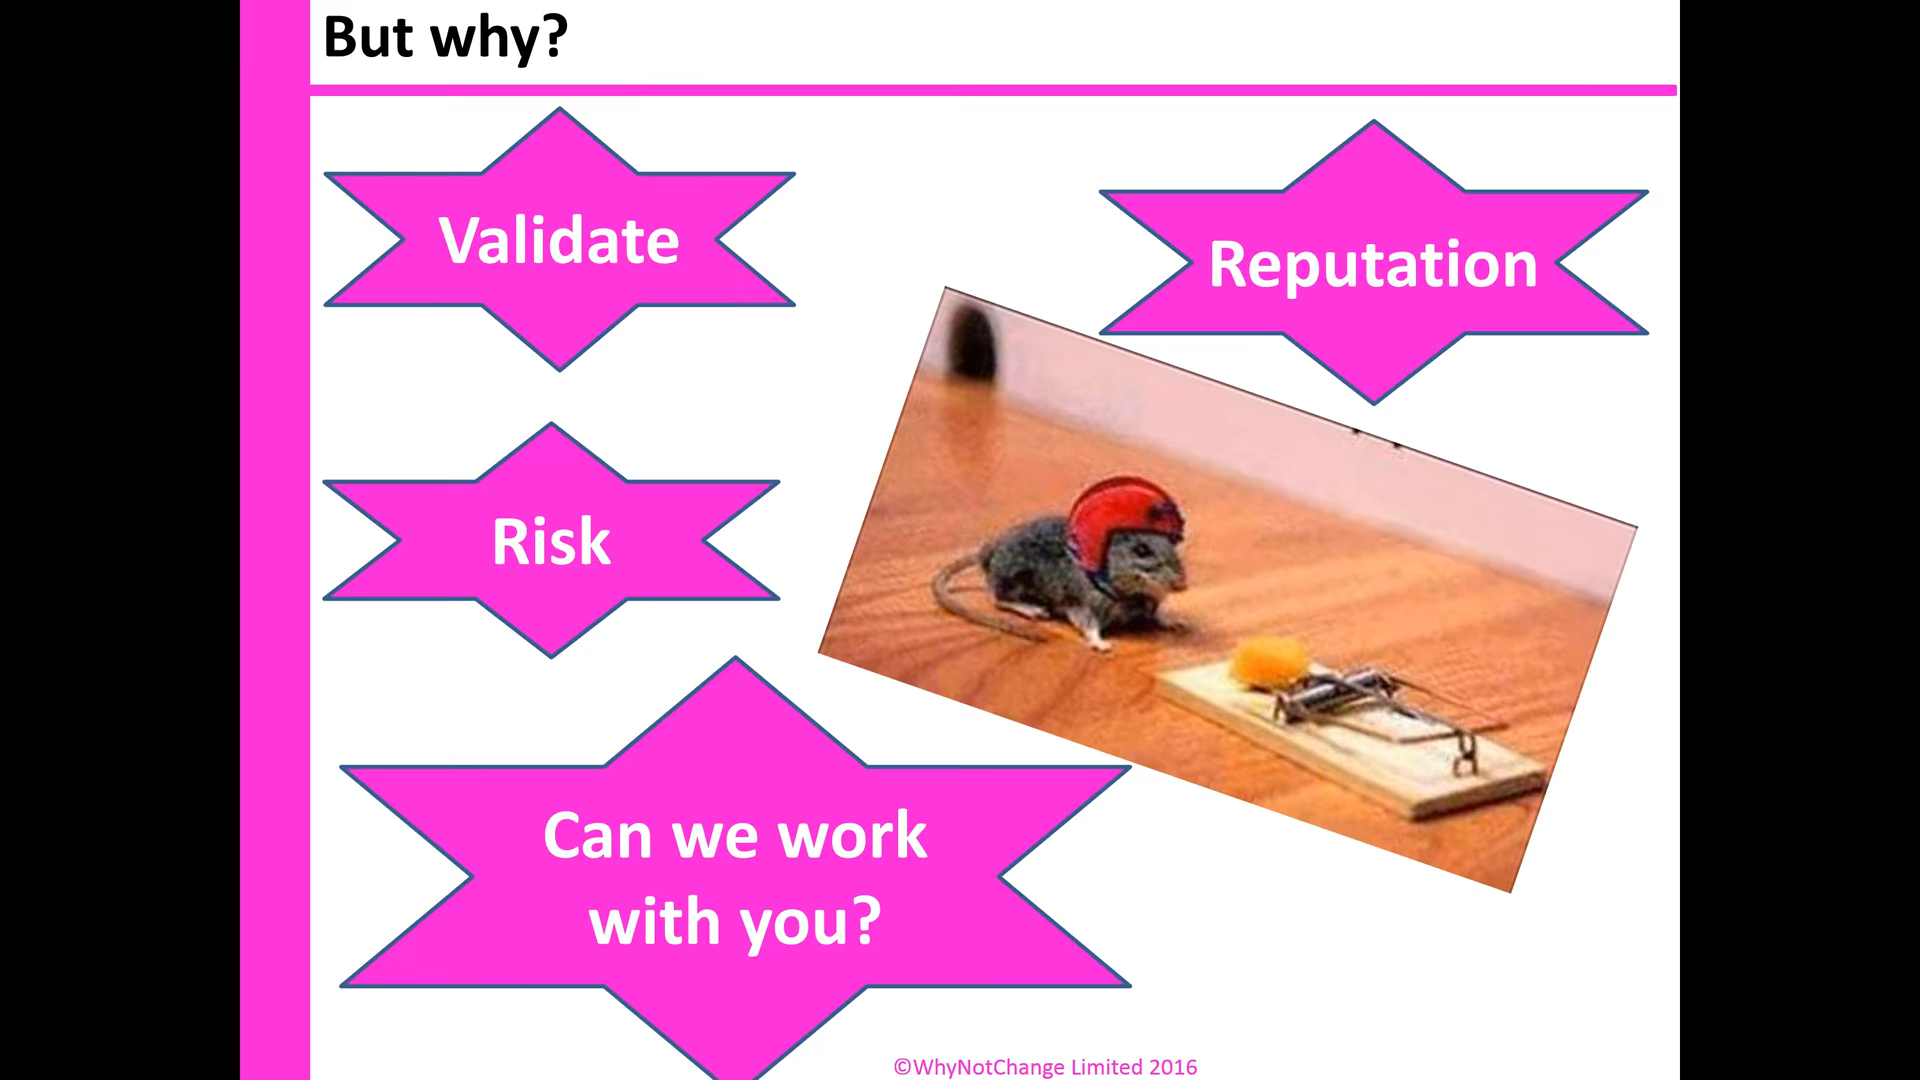 But why?
Validate
Reputation
Risk
Can we work
with you?
©WhyNotChange Limited 2016